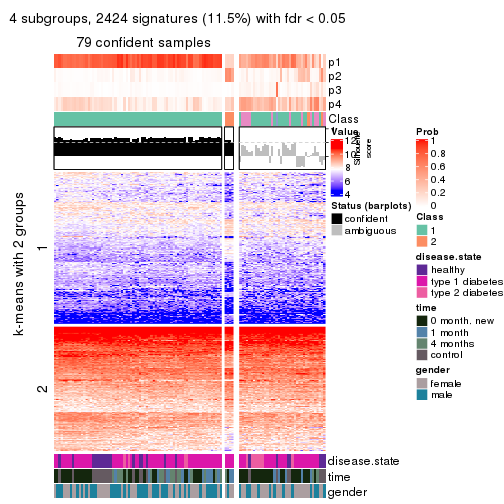 4 subgroups, 2424 signatures (11.5%) with fdr < 0.05
79 confident samples
p1
p2
p3
p4
Class
Silhouette score
k-means with 2 groups
1
2
disease.state
time
gender
Value
12
10
8
6
4
Status (barplots)
confident
ambiguous
Prob
1
0.8
0.6
0.4
0.2
0
Class
1
2
disease.state
healthy
type 1 diabetes
type 2 diabetes
time
0 month. new
1 month
4 months
control
gender
female
male